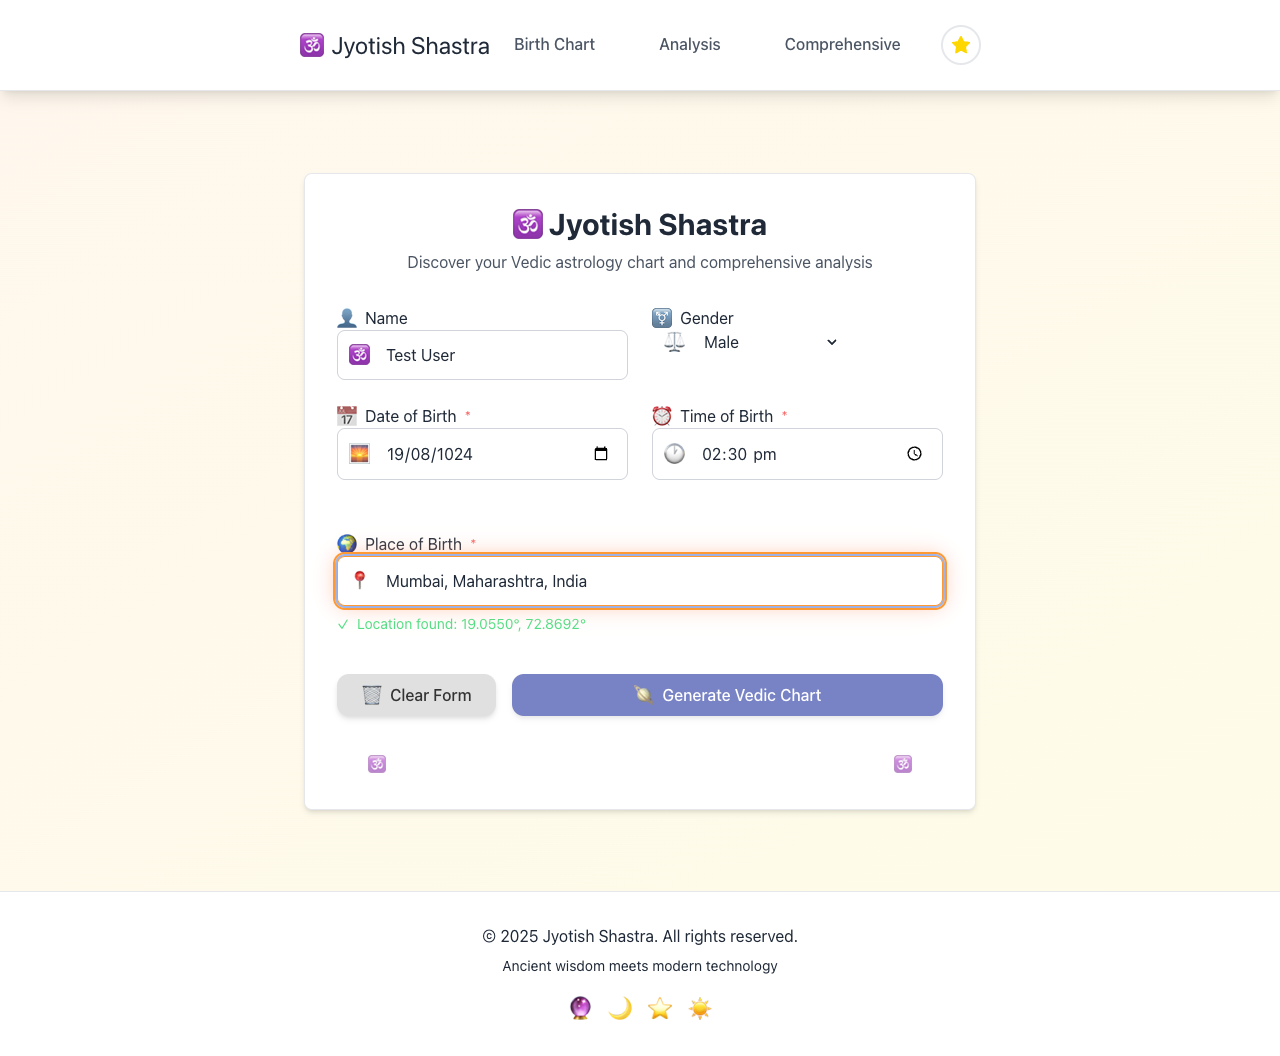 🕉️ Jyotish Shastra
Birth Chart
Analysis
Comprehensive
🕉️ Jyotish Shastra
Discover your Vedic astrology chart and comprehensive analysis
Name
Test User
Gender
Male
Date of Birth *
19/08/1024
Time of Birth *
02:30 pm
Place of Birth *
Mumbai, Maharashtra, India
✓ Location found: 19.0550°, 72.8692°
Clear Form
Generate Vedic Chart
🕉️ 🕉️
© 2025 Jyotish Shastra. All rights reserved.
Ancient wisdom meets modern technology